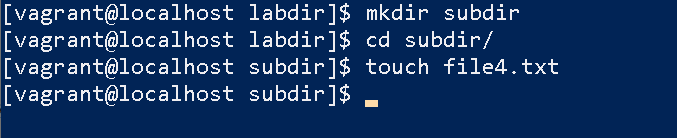 [vagrant@localhost labdir]$ mkdir subdir
[vagrant@localhost labdir]$ cd subdir/
[vagrant@localhost subdir]$ touch file4.txt
[vagrant@localhost subdir]$